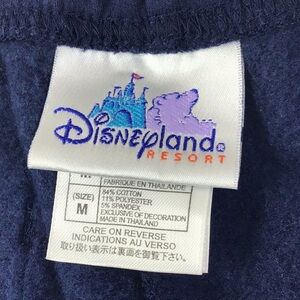 Disneyland
®
RESORT
FABRIQUE EN THAILANDE
84% COTTON
11% POLYESTER
5% SPANDEX
EXCLUSIVE OF DECORATION
MADE IN THAILAND
(SIZE)
M
CARE ON REVERSE
INDICATIONS AU VERSO
取り扱い表示は裏面を御覧下さい